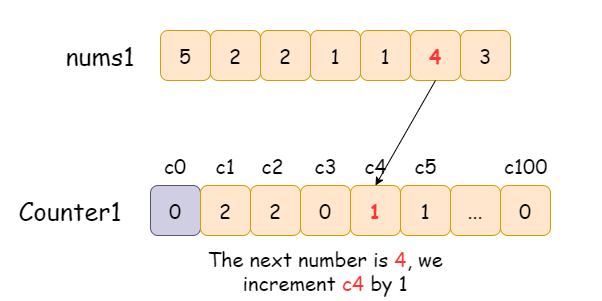 nums1 5 2 2 1 1 4 3
c0 c1 c2 c3 c4 c5 c100
Counter1 0 2 2 0 1 1 ... 0
The next number is 4, we
increment c4 by 1